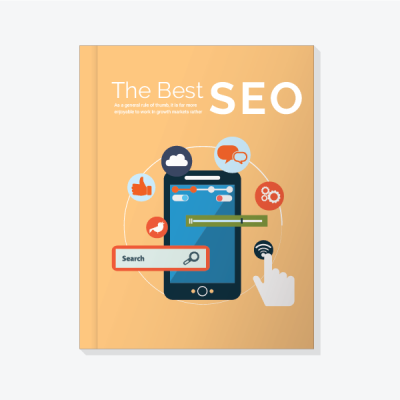 The Best
SEO
As a general rule of thumb, it is far more
enjoyable to work in growth markets rather
Search